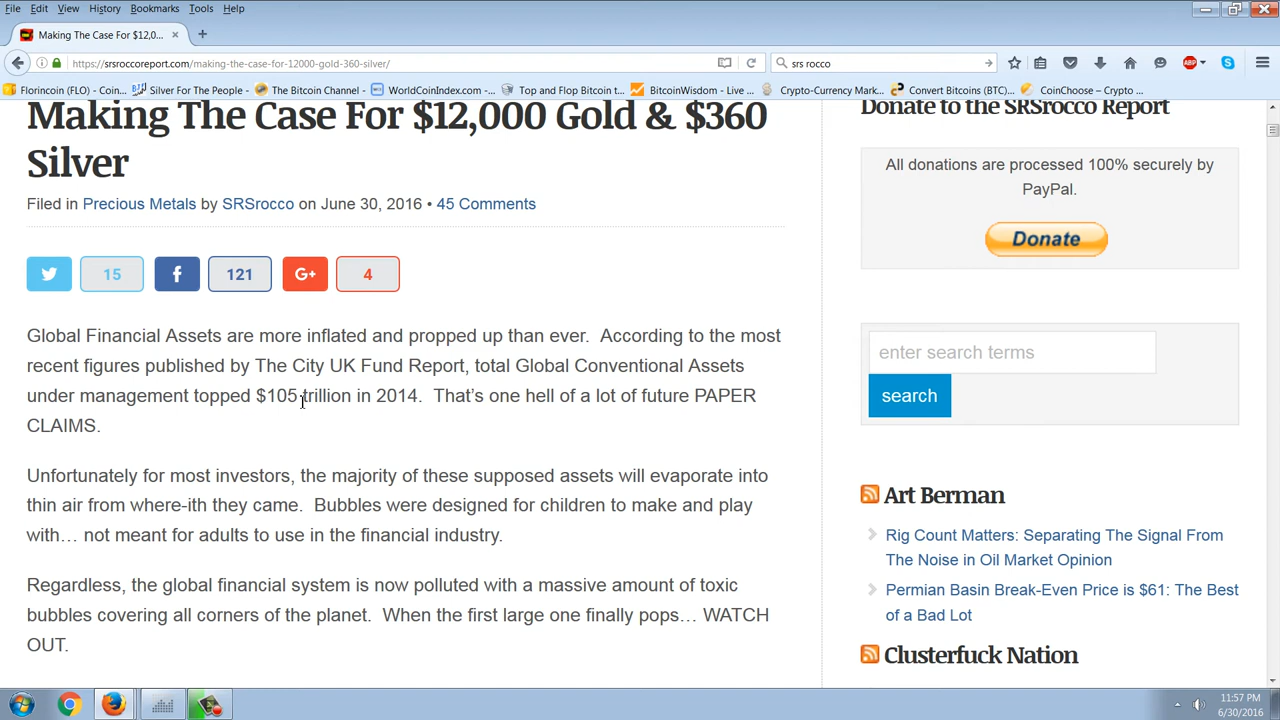 File Edit View History Bookmarks Tools Help
Making The Case For $12,0...
https://srsroccoreport.com/making-the-case-for-12000-gold-360-silver/
srs rocco
ABP
Florincoin (FLO) - Coin...
Silver For The People - ...
The Bitcoin Channel
WorldCoinIndex.com -...
Top and Flop Bitcoin t...
BitcoinWisdom - Live ...
Crypto-Currency Mark...
Convert Bitcoins (BTC)...
CoinChoose – Crypto ...
Making The Case For $12,000 Gold & $360
Silver
Filed in Precious Metals by SRSrocco on June 30, 2016 • 45 Comments
15
f
121
G+
4
Global Financial Assets are more inflated and propped up than ever. According to the most
recent figures published by The City UK Fund Report, total Global Conventional Assets
under management topped $105 trillion in 2014. That's one hell of a lot of future PAPER
CLAIMS.
Unfortunately for most investors, the majority of these supposed assets will evaporate into
thin air from where-ith they came. Bubbles were designed for children to make and play
with… not meant for adults to use in the financial industry.
Regardless, the global financial system is now polluted with a massive amount of toxic
bubbles covering all corners of the planet. When the first large one finally pops… WATCH
OUT.
Donate to the SRSrocco Report
All donations are processed 100% securely by
PayPal.
Donate
enter search terms
search
Art Berman
Rig Count Matters: Separating The Signal From
The Noise in Oil Market Opinion
Permian Basin Break-Even Price is $61: The Best
of a Bad Lot
Clusterfuck Nation
11:57 PM
6/30/2016